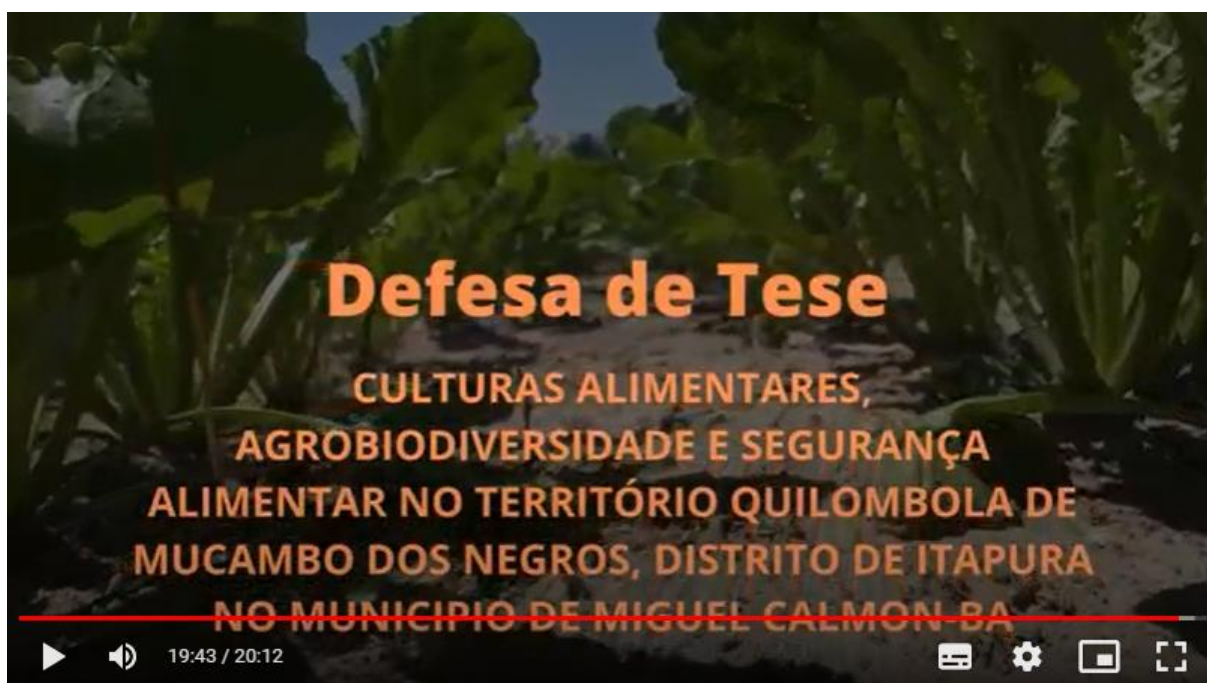 Defesa de Tese
CULTURAS ALIMENTARES,
AGROBIODIVERSIDADE E SEGURANÇA
ALIMENTAR NO TERRITÓRIO QUILOMBOLA DE
MUCAMBO DOS NEGROS, DISTRITO DE ITAPURA
NO MUNICIPIO DE MIGUEL CALMON-BA
19:43 / 20:12